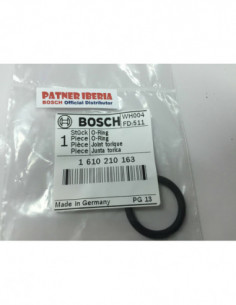 PATNER IBERIA
BOSCH Official Distributor
BOSCH
WH004
FD-511
1
Stück O-Ring
Piece O-Ring
Pièce Joint torique
Pieza Junta tórica
1 610 210 163
Made in Germany PG 13